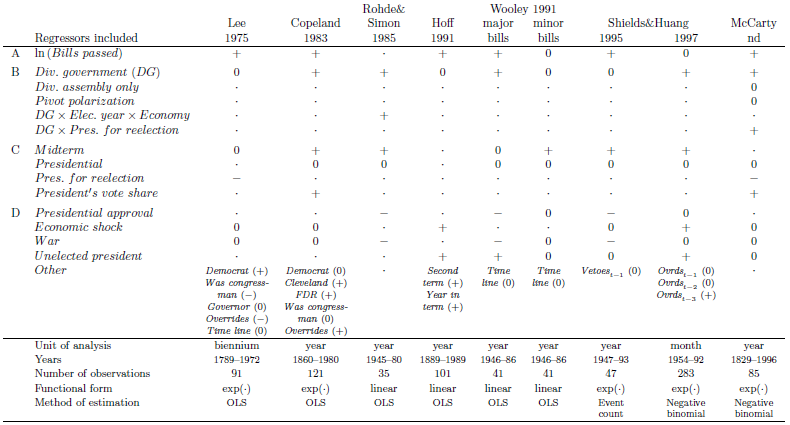 Rohde& Wooley 1991
Lee Copeland Simon Hoff major minor Shields&Huang McCarty
Regressors included 1975 1983 1985 1991 bills bills 1995 1997 nd
A ln (Bills passed) + + · + + 0 + 0 +
B Div. government (DG) 0 + + 0 + 0 0 + +
Div. assembly only · · · · · · · · 0
Pivot polarization · · · · · · · · 0
DG × Elec. year × Economy · · + · · · · · ·
DG × Pres. for reelection · · · · · · · · +
C Midterm 0 + + · 0 + + + ·
Presidential · 0 0 · 0 0 0 0 0
Pres. for reelection − · · · · · · · −
President's vote share · + · · · · · · +
D Presidential approval · · − · − 0 − 0 ·
Economic shock 0 0 · + · · 0 + 0
War 0 0 − · − 0 − 0 0
Unelected president · · · + + 0 0 + 0
Other Democrat (+) Democrat (0) · Second Time Time Vetoes t−1 (0) Ovrds t−1 (0) ·
Was congress- Cleveland (+) term (+) line (0) line (0) Ovrds t−2 (0)
man (−) FDR (+) Year in Ovrds t−3 (+)
Governor (0) Was congress- term (+)
Overrides (−) man (0)
Time line (0) Overrides (+)
Unit of analysis biennium year year year year year year month year
Years 1789–1972 1860–1980 1945–80 1889–1989 1946–86 1946–86 1947–93 1954–92 1829–1996
Number of observations 91 121 35 101 41 41 47 283 85
Functional form exp(·) exp(·) linear linear linear linear exp(·) exp(·) exp(·)
Method of estimation OLS OLS OLS OLS OLS OLS Event Negative Negative
count binomial binomial